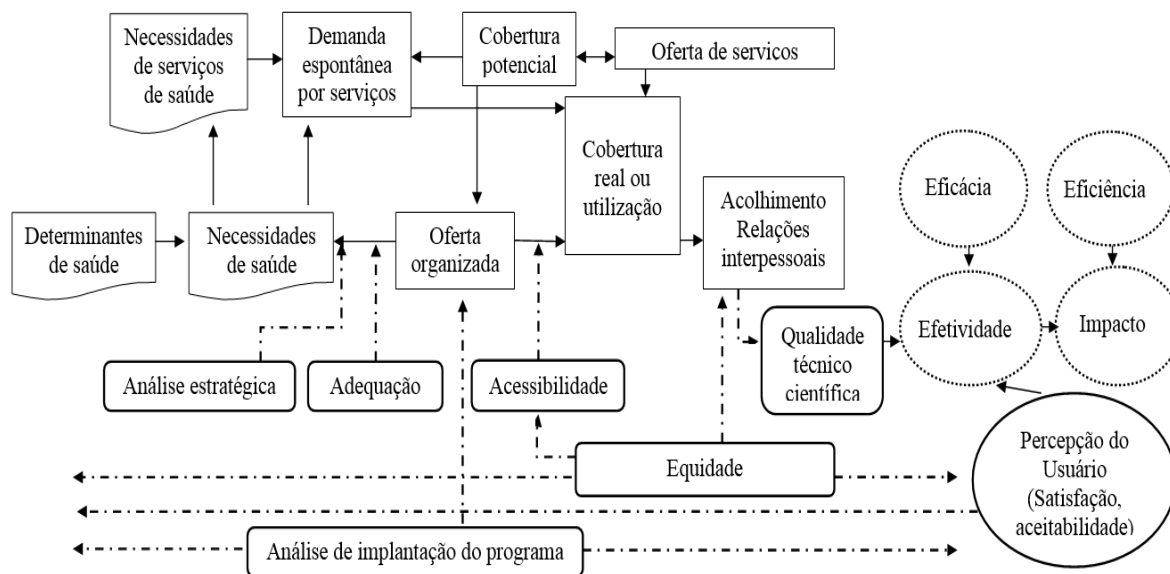 Necessidades
de serviços
de saúde
Demanda
espontânea
por serviços
Cobertura
potencial
Oferta de servicos
Cobertura
real ou
utilização
Determinantes
de saúde
Necessidades
de saúde
Oferta
organizada
Acolhimento
Relações
interpessoais
Eficácia
Eficiência
Efetividade
Impacto
Qualidade
técnico
científica
Análise estratégica
Adequação
Acessibilidade
Equidade
Percepção do
Usuário
(Satisfação,
aceitabilidade)
Análise de implantação do programa